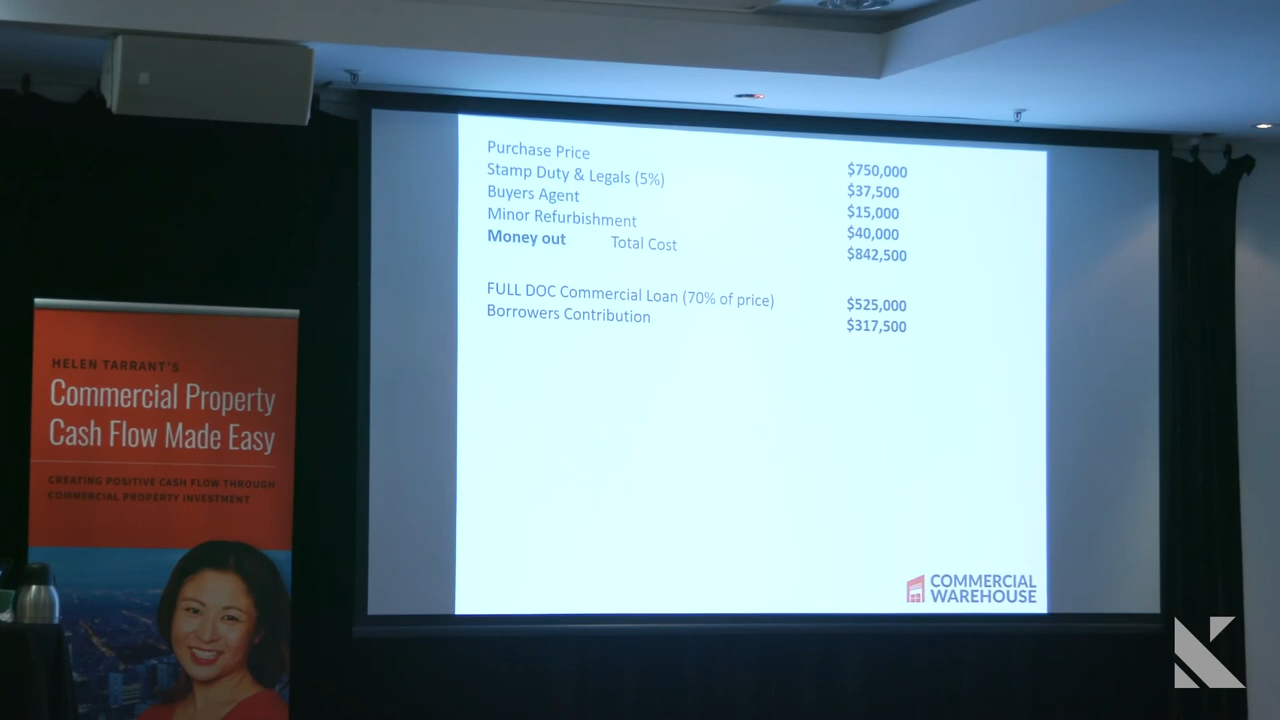 Purchase Price $750,000
Stamp Duty & Legals (5%) $37,500
Buyers Agent $15,000
Minor Refurbishment $40,000
Money out Total Cost $842,500
FULL DOC Commercial Loan (70% of price) $525,000
Borrowers Contribution $317,500
COMMERCIAL
WAREHOUSE
HELEN TARRANT'S
Commercial Property
Cash Flow Made Easy
CREATING POSITIVE CASH FLOW THROUGH
COMMERCIAL PROPERTY INVESTMENT